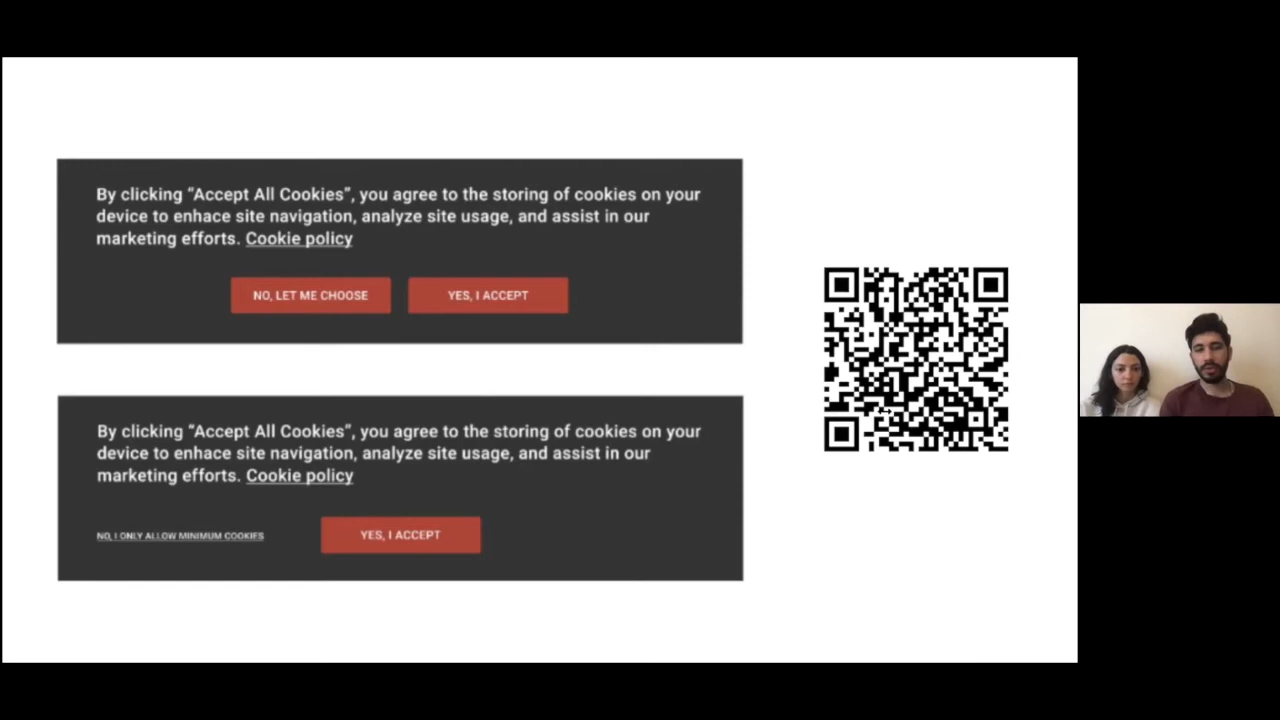 By clicking “Accept All Cookies”, you agree to the storing of cookies on your
device to enhace site navigation, analyze site usage, and assist in our
marketing efforts. Cookie policy
NO, LET ME CHOOSE
YES, I ACCEPT
By clicking “Accept All Cookies”, you agree to the storing of cookies on your
device to enhace site navigation, analyze site usage, and assist in our
marketing efforts. Cookie policy
NO, I ONLY ALLOW MINIMUM COOKIES
YES, I ACCEPT